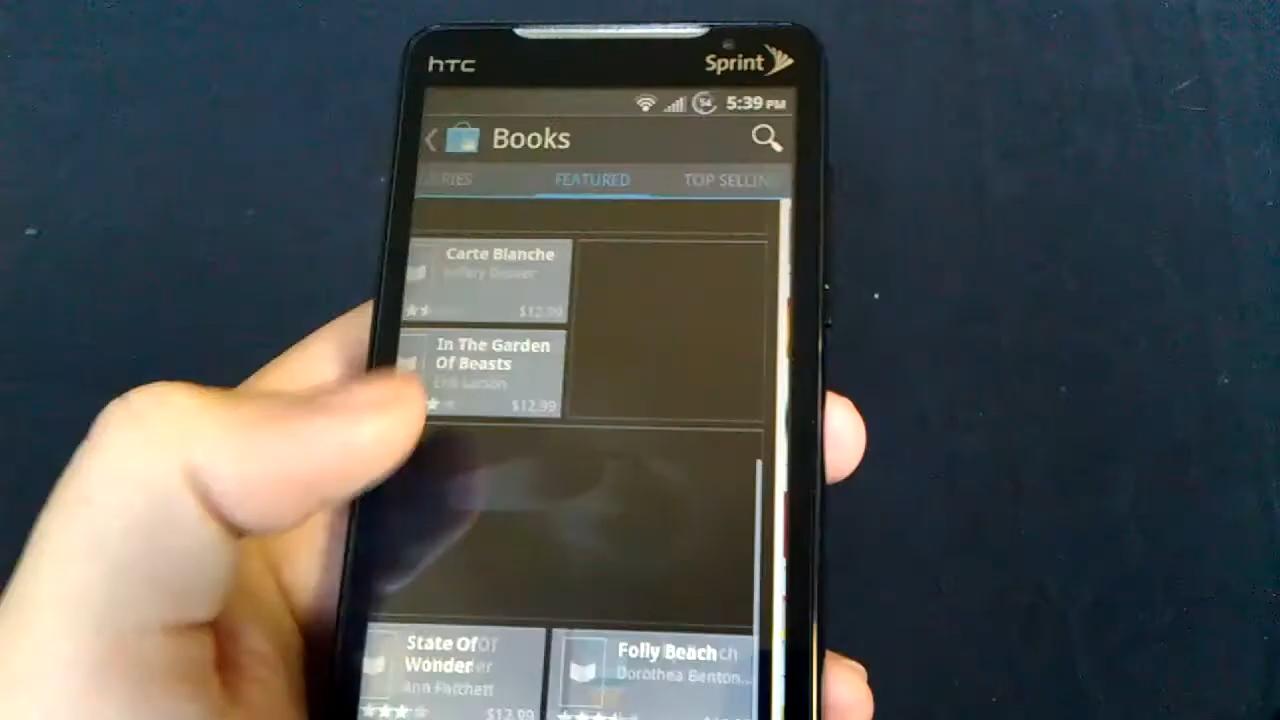 hTC
Sprint
54 5:39 PM
Books
RIES FEATURED TOP SELLIN
Carte Blanche
$12.99
In The Garden
Of Beasts
Erik Larson
$12.99
State Of
Wonder
Ann Patchett
$12.99
Folly Beach
Dorothea Benton...